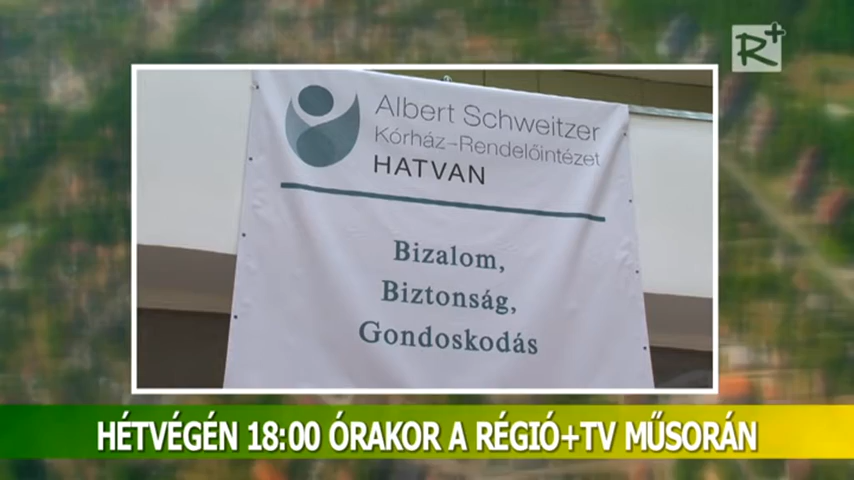 R+
Albert Schweitzer
Kórház-Rendelőintézet
HATVAN
Bizalom,
Biztonság,
Gondoskodás
HÉTVÉGÉN 18:00 ÓRAKOR A RÉGIÓ+TV MŰSORÁN